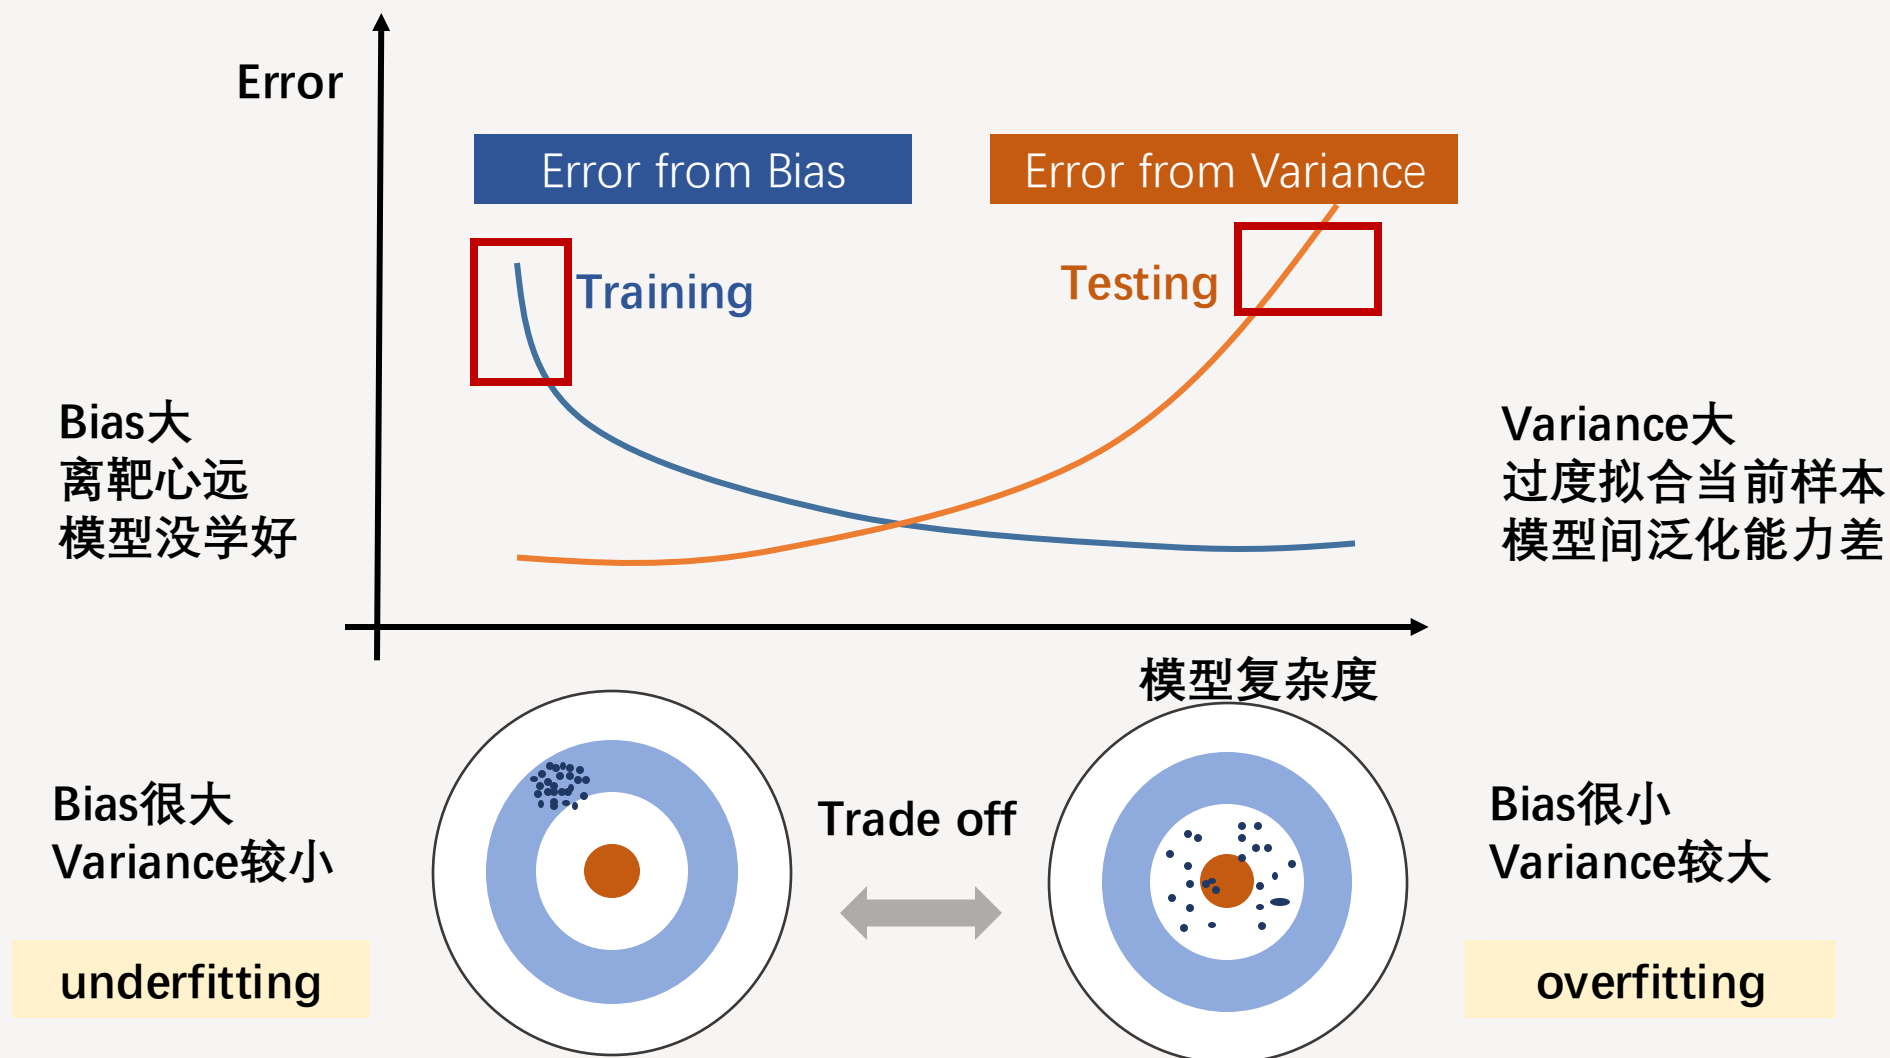 Error
Error from Bias
Error from Variance
Training
Testing
Bias大
离靶心远
模型没学好
Variance大
过度拟合当前样本
模型间泛化能力差
模型复杂度
Bias很大
Variance较小
Trade off
Bias很小
Variance较大
underfitting
overfitting